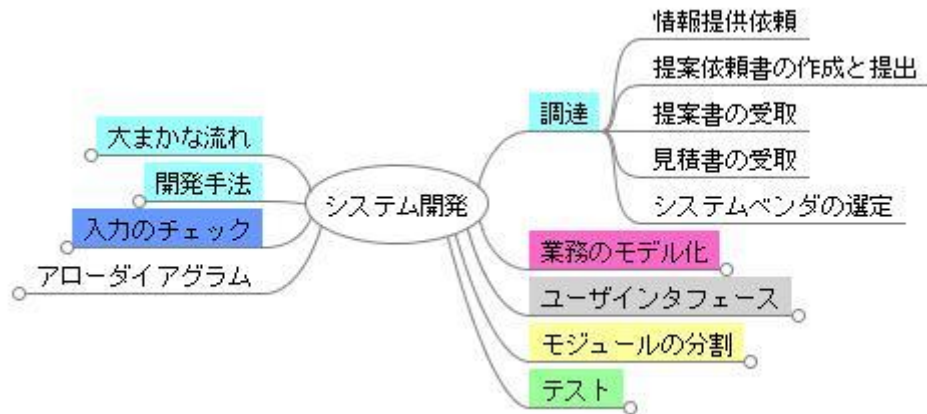 システム開発
調達
情報提供依頼
提案依頼書の作成と提出
提案書の受取
見積書の受取
システムベンダの選定
業務のモデル化
ユーザインタフェース
モジュールの分割
テスト
大まかな流れ
開発手法
入力のチェック
アローダイアグラム